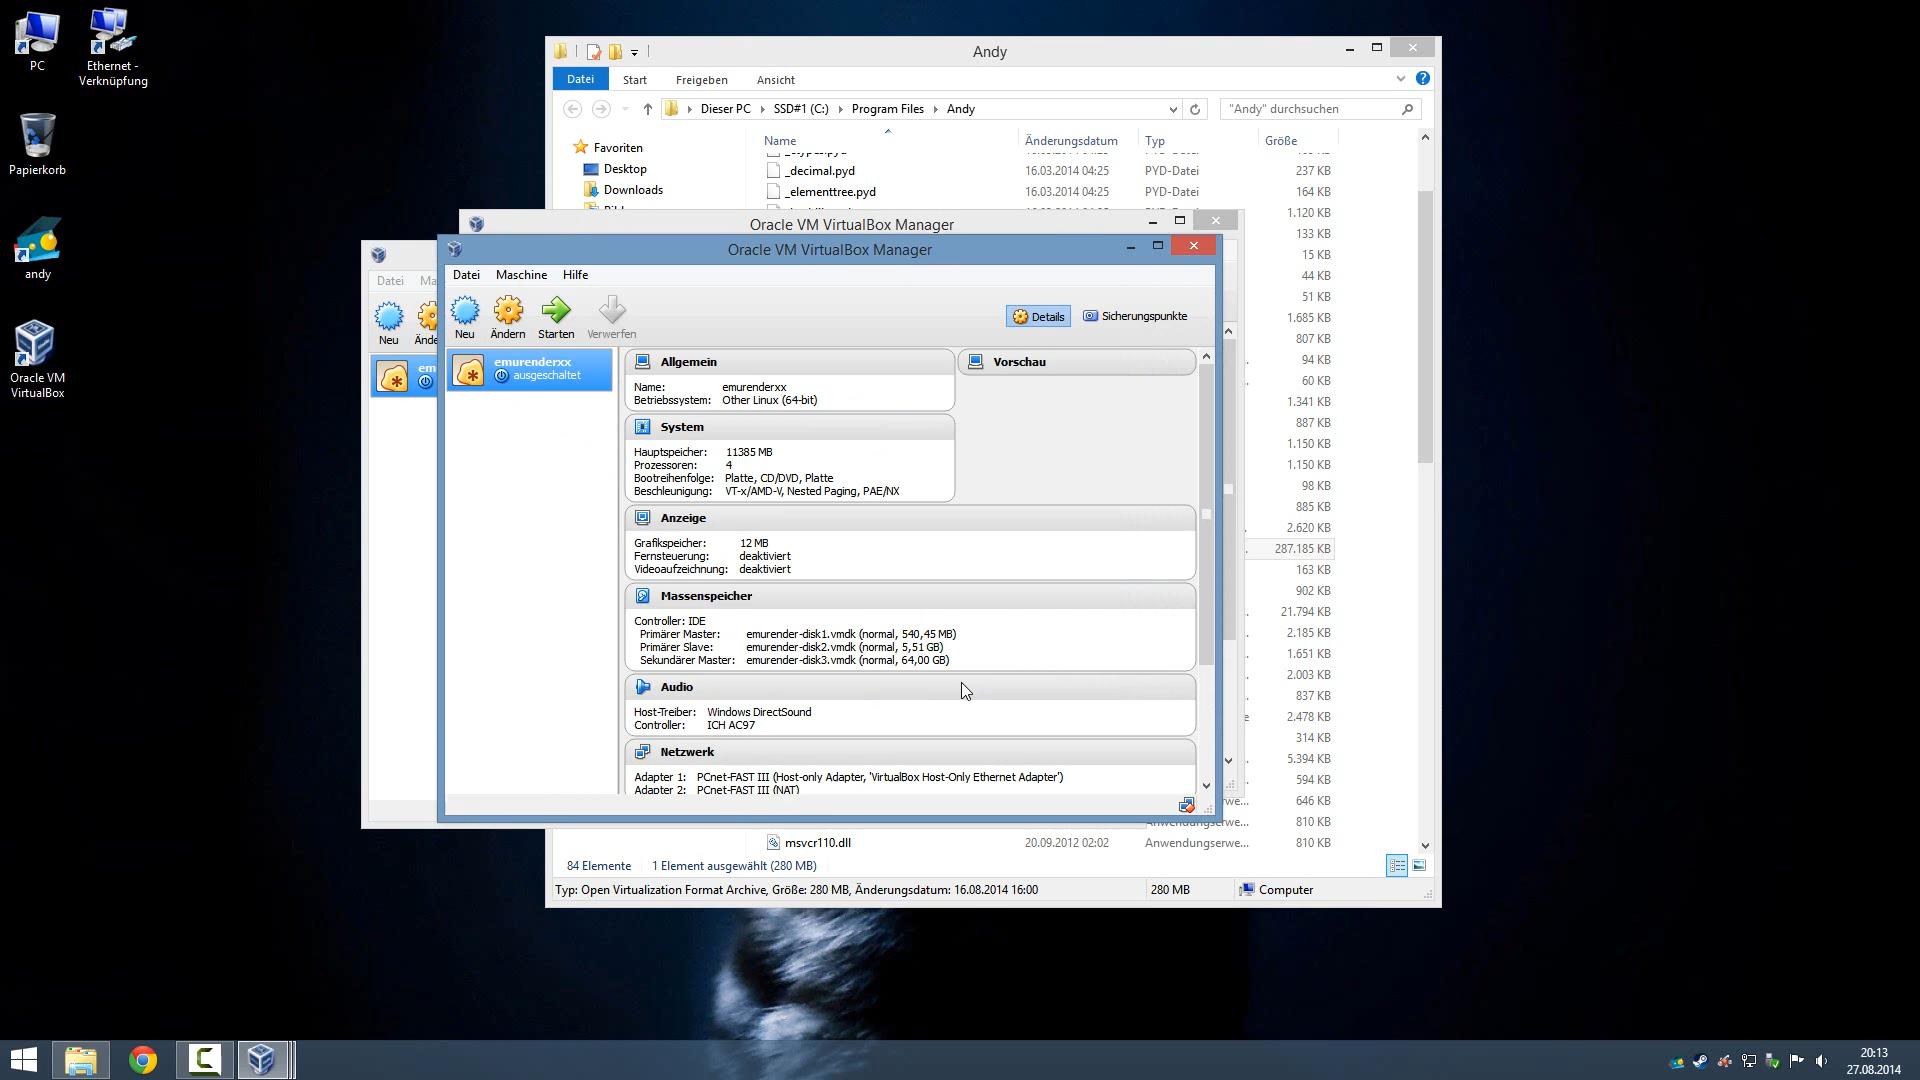 PC
Ethernet -
Verknüpfung
Papierkorb
andy
Oracle VM
VirtualBox
Andy
Datei
Start
Freigeben
Ansicht
Dieser PC
SSD#1 (C:)
Program Files
Andy
"Andy" durchsuchen
Favoriten
Desktop
Downloads
Name
Änderungsdatum
Typ
Größe
_decimal.pyd
16.03.2014 04:25
PYD-Datei
237 KB
_elementtree.pyd
16.03.2014 04:25
PYD-Datei
164 KB
1.120 KB
133 KB
15 KB
44 KB
51 KB
1.685 KB
807 KB
94 KB
60 KB
1.341 KB
887 KB
1.150 KB
1.150 KB
98 KB
885 KB
2.620 KB
287.185 KB
163 KB
902 KB
21.794 KB
2.185 KB
1.651 KB
2.003 KB
837 KB
2.478 KB
314 KB
5.394 KB
594 KB
646 KB
810 KB
msvcr110.dll
20.09.2012 02:02
Anwendungserwe...
810 KB
84 Elemente
1 Element ausgewählt (280 MB)
Typ: Open Virtualization Format Archive, Größe: 280 MB, Änderungsdatum: 16.08.2014 16:00
280 MB
Computer
Oracle VM VirtualBox Manager
Datei
Ma
Neu
Ände
em
Oracle VM VirtualBox Manager
Datei
Maschine
Hilfe
Neu
Ändern
Starten
Verwerfen
Details
Sicherungspunkte
emurenderxx
ausgeschaltet
Allgemein
Name: emurenderxx
Betriebssystem: Other Linux (64-bit)
Vorschau
System
Hauptspeicher: 11385 MB
Prozessoren: 4
Bootreihenfolge: Platte, CD/DVD, Platte
Beschleunigung: VT-x/AMD-V, Nested Paging, PAE/NX
Anzeige
Grafikspeicher: 12 MB
Fernsteuerung: deaktiviert
Videoaufzeichnung: deaktiviert
Massenspeicher
Controller: IDE
Primärer Master: emurender-disk1.vmdk (normal, 540,45 MB)
Primärer Slave: emurender-disk2.vmdk (normal, 5,51 GB)
Sekundärer Master: emurender-disk3.vmdk (normal, 64,00 GB)
Audio
Host-Treiber: Windows DirectSound
Controller: ICH AC97
Netzwerk
Adapter 1: PCnet-FAST III (Host-only Adapter, 'VirtualBox Host-Only Ethernet Adapter')
Adapter 2: PCnet-FAST III (NAT)
20:13
27.08.2014